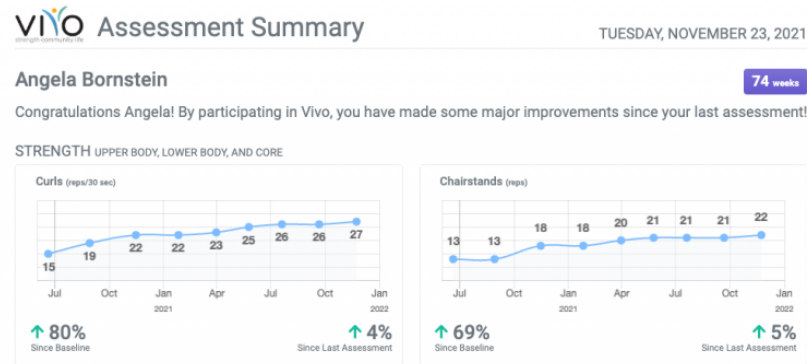 VIVO Assessment Summary
strength community life
TUESDAY, NOVEMBER 23, 2021
Angela Bornstein
74 weeks
Congratulations Angela! By participating in Vivo, you have made some major improvements since your last assessment!
STRENGTH UPPER BODY, LOWER BODY, AND CORE
Curls (reps/30 sec)
15 19 22 22 23 25 26 26 27
Jul Oct Jan Apr Jul Oct Jan
2021 2022
80% 4%
Since Baseline Since Last Assessment
Chairstands (reps)
13 13 18 18 20 21 21 21 22
Jul Oct Jan Apr Jul Oct Jan
2021 2022
69% 5%
Since Baseline Since Last Assessment